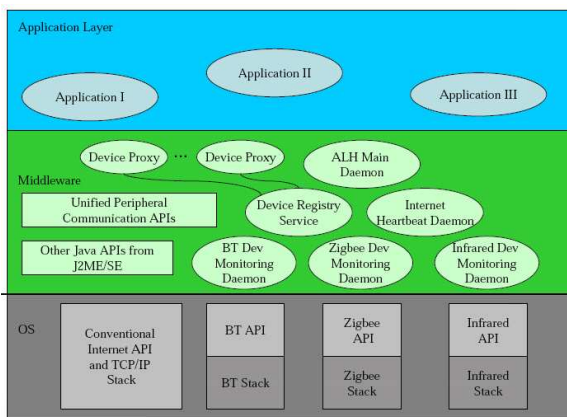 Application Layer
Application I
Application II
Application III
Device Proxy
...
Device Proxy
ALH Main
Daemon
Middleware
Unified Peripheral
Communication APIs
Device Registry
Service
Internet
Heartbeat Daemon
Other Java APIs from
J2ME/SE
BT Dev
Monitoring
Daemon
Zigbee Dev
Monitoring
Daemon
Infrared Dev
Monitoring
Daemon
OS
Conventional
Internet API
and TCP/IP
Stack
BT API
BT Stack
Zigbee
API
Zigbee
Stack
Infrared
API
Infrared
Stack